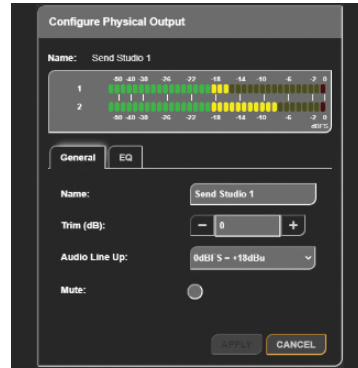 Configure Physical Output
Name: Send Studio 1
-50 -40 -30 -26 -22 -18 -14 -10 -6 -2 0
1
2
-50 -40 -30 -26 -22 -18 -14 -10 -6 -2 0
dBFS
General EQ
Name: Send Studio 1
Trim (dB): − 0 +
Audio Line Up: 0dBFS = +18dBu
Mute:
APPLY CANCEL